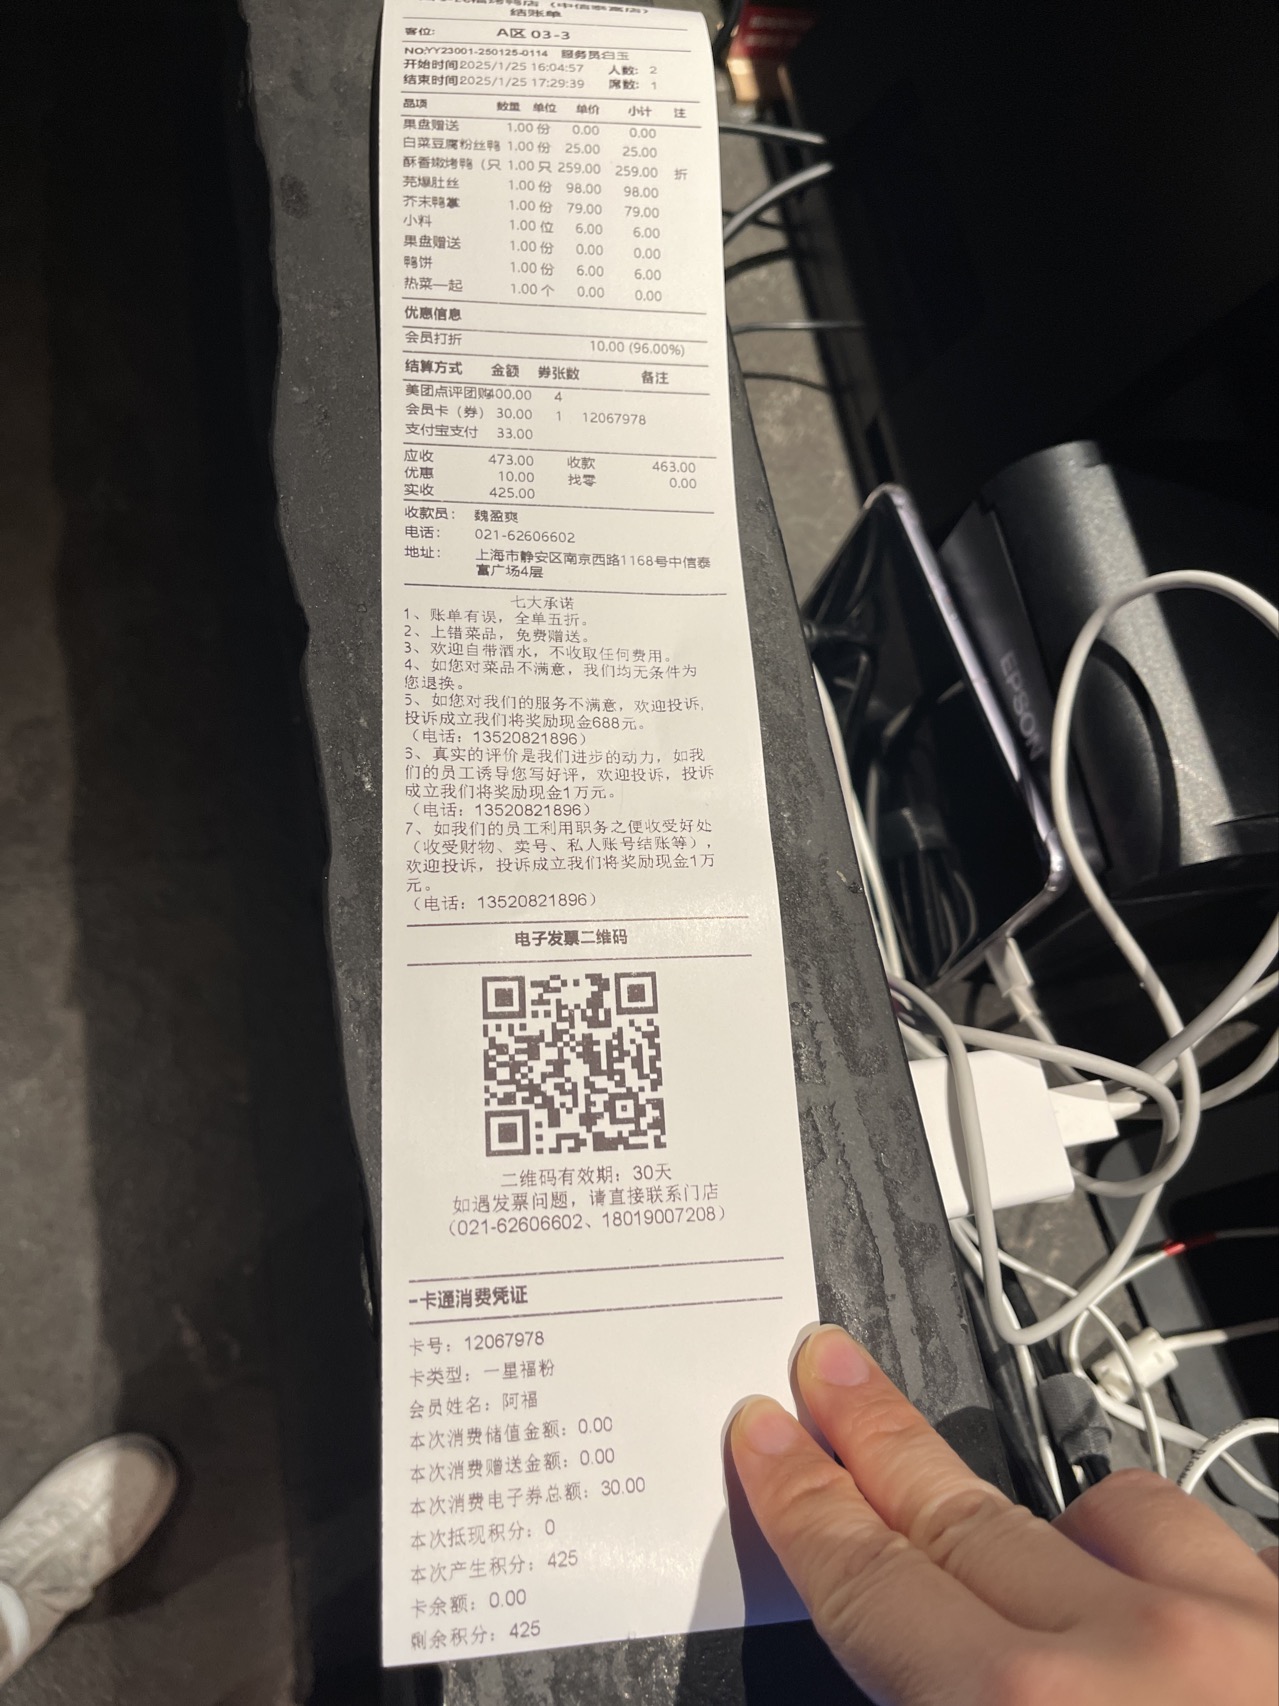 结账单
客位： A区 03-3
NO:YY23001-250125-0114 服务员白玉
开始时间2025/1/25 16:04:57 人数： 2
结束时间2025/1/25 17:29:39 席数： 1
品项 数量 单位 单价 小计 注
果盘赠送 1.00 份 0.00 0.00
白菜豆腐粉丝鸭 1.00 份 25.00 25.00
酥香嫩烤鸭（只 1.00 只 259.00 259.00 折
芫爆肚丝 1.00 份 98.00 98.00
芥末鸭掌 1.00 份 79.00 79.00
小料 1.00 位 6.00 6.00
果盘赠送 1.00 份 0.00 0.00
鸭饼 1.00 份 6.00 6.00
热菜一起 1.00 个 0.00 0.00
优惠信息
会员打折 10.00 (96.00%)
结算方式 金额 券张数 备注
美团点评团购400.00 4
会员卡（券） 30.00 1 12067978
支付宝支付 33.00
应收 473.00 收款 463.00
优惠 10.00 找零 0.00
实收 425.00
收款员： 魏盈爽
电话： 021-62606602
地址： 上海市静安区南京西路1168号中信泰
富广场4层
七大承诺
1、账单有误，全单五折。
2、上错菜品，免费赠送。
3、欢迎自带酒水，不收取任何费用。
4、如您对菜品不满意，我们均无条件为
您退换。
5、如您对我们的服务不满意，欢迎投诉，
投诉成立我们将奖励现金688元。
（电话：13520821896）
6、真实的评价是我们进步的动力，如我
们的员工诱导您写好评，欢迎投诉，投诉
成立我们将奖励现金1万元。
（电话：13520821896）
7、如我们的员工利用职务之便收受好处
（收受财物、卖号、私人账号结账等），
欢迎投诉，投诉成立我们将奖励现金1万
元。
（电话：13520821896）
电子发票二维码
二维码有效期：30天
如遇发票问题，请直接联系门店
（021-62606602、18019007208）
一卡通消费凭证
卡号：12067978
卡类型：一星福粉
会员姓名：阿福
本次消费储值金额：0.00
本次消费赠送金额：0.00
本次消费电子券总额：30.00
本次抵现积分：0
本次产生积分：425
卡余额：0.00
剩余积分：425
EPSON